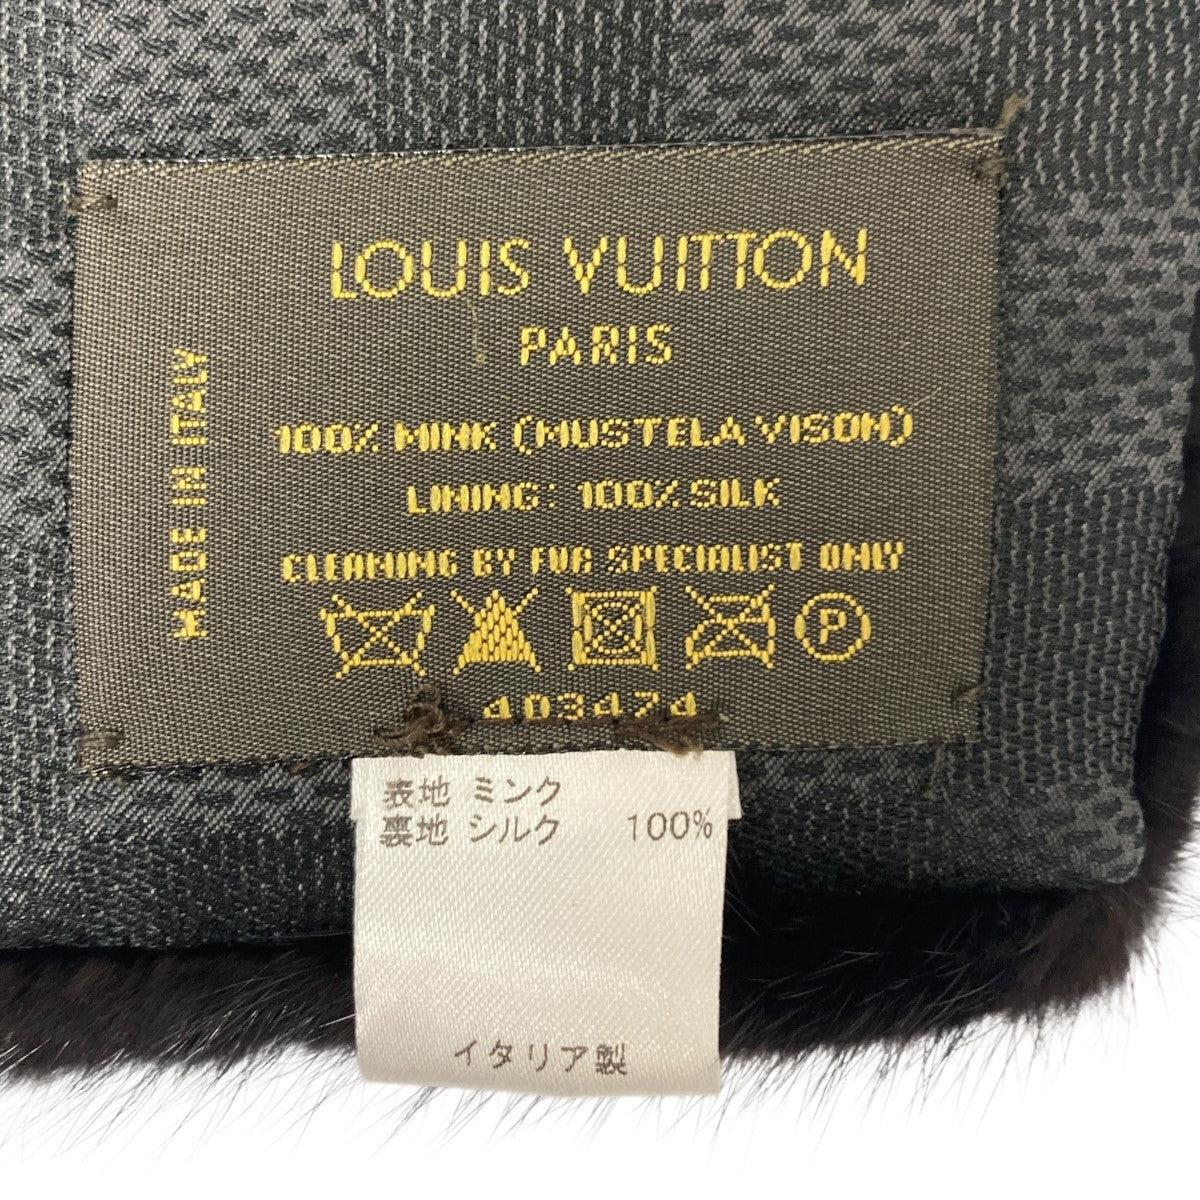 LOUIS VUITTON
PARIS
100% MINK (MUSTELA VISON)
LINING: 100% SILK
CLEANING BY FUR SPECIALIST ONLY
P
403474
MADE IN ITALY
表地 ミンク
裏地 シルク 100%
イタリア製